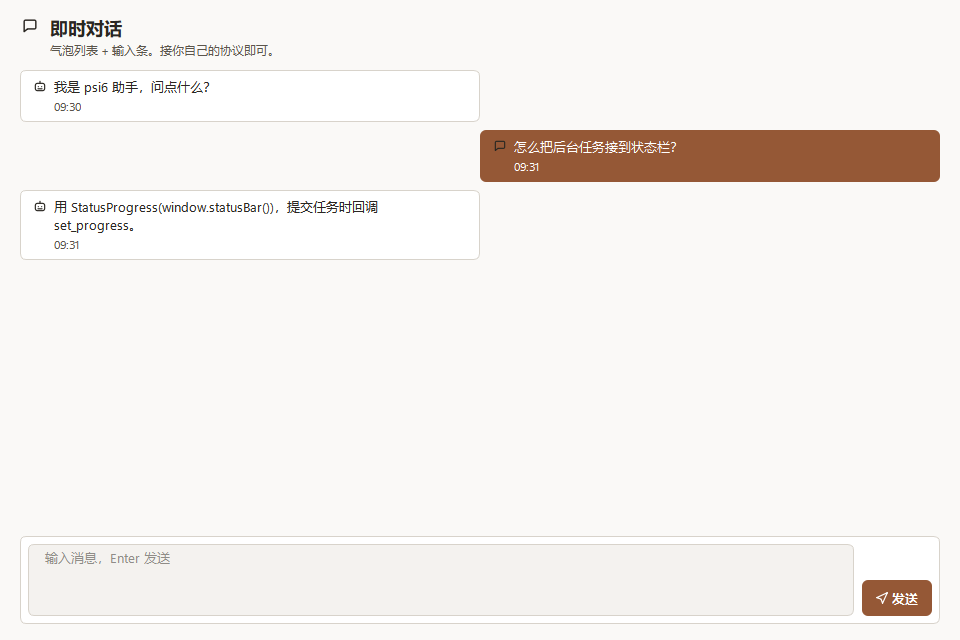 即时对话
气泡列表 + 输入条。接你自己的协议即可。
我是 psi6 助手，问点什么？
09:30
怎么把后台任务接到状态栏？
09:31
用 StatusProgress(window.statusBar())，提交任务时回调
set_progress。
09:31
输入消息，Enter 发送
发送